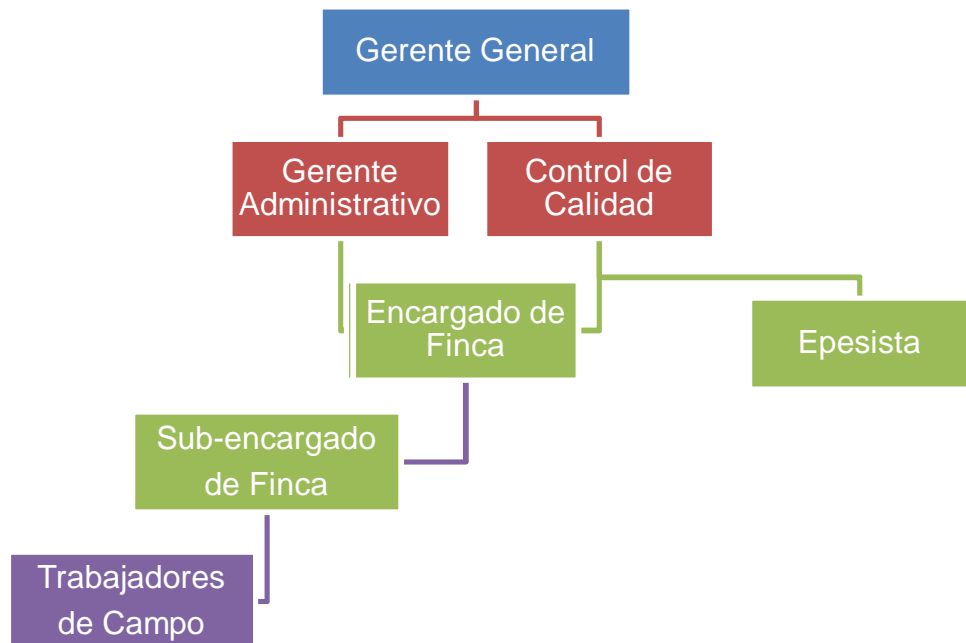 Gerente General
Gerente
Administrativo
Control de
Calidad
Encargado de
Finca
Epesista
Sub-encargado
de Finca
Trabajadores
de Campo